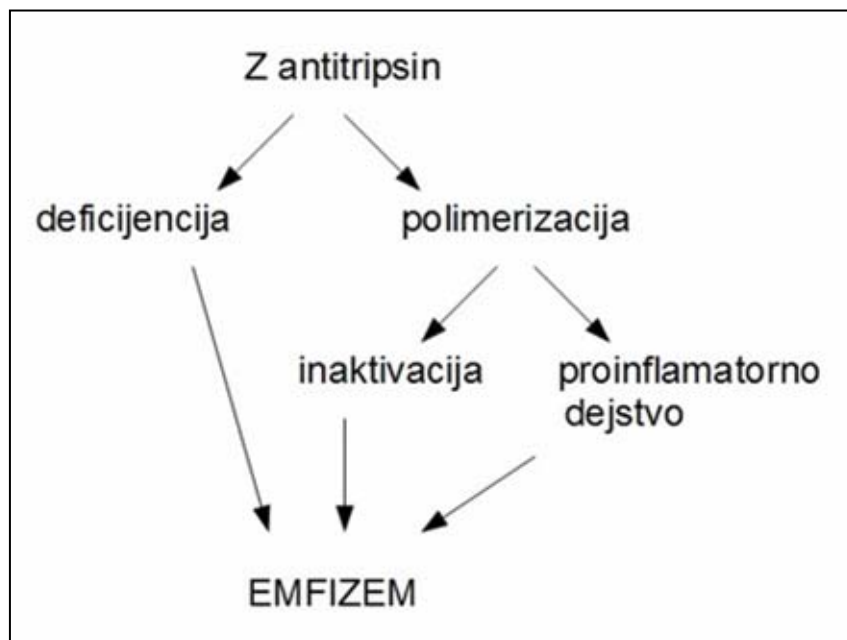 Z antitripsin
deficijencija
polimerizacija
inaktivacija
proinflamatorno
dejstvo
EMFIZEM